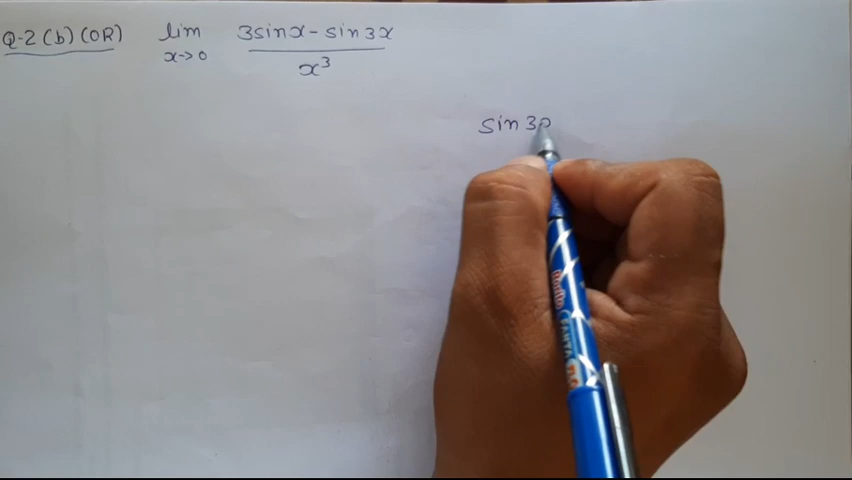 Q-2 (b) (OR) lim x→0 3sinx - sin3x / x³
sin 3